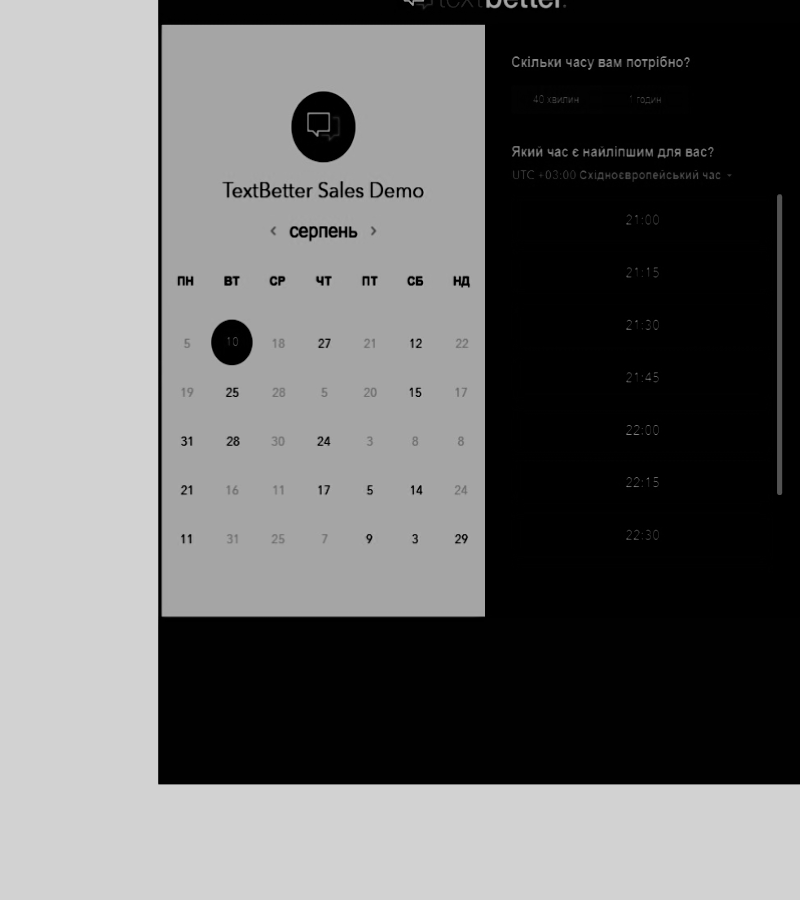 textbetter.
TextBetter Sales Demo
‹ серпень ›
ПН ВТ СР ЧТ ПТ СБ НД
5 10 18 27 21 12 22
19 25 28 5 20 15 17
31 28 30 24 3 8 8
21 16 11 17 5 14 24
11 31 25 7 9 3 29
Скільки часу вам потрібно?
40 хвилин 1 годин
Який час є найліпшим для вас?
UTC +03:00 Східноєвропейський час
21:00
21:15
21:30
21:45
22:00
22:15
22:30